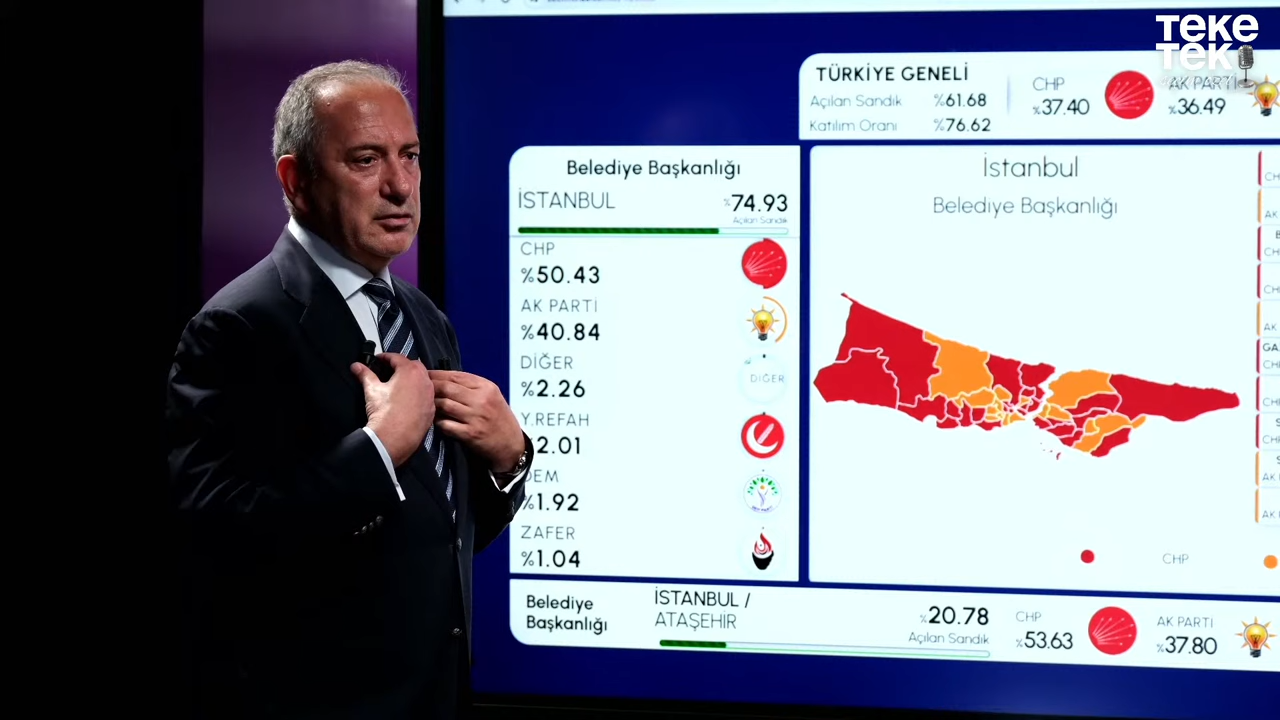 TEKE
TEK
TÜRKİYE GENELİ
Açılan Sandık %61.68
Katılım Oranı %76.62
CHP
%37.40
AK PARTİ
%36.49
Belediye Başkanlığı
İSTANBUL %74.93
Açılan Sandık
CHP
%50.43
AK PARTİ
%40.84
DİĞER
%2.26
DİĞER
Y.REFAH
%2.01
DEM
%1.92
ZAFER
%1.04
İstanbul
Belediye Başkanlığı
CHP
Belediye
Başkanlığı
İSTANBUL /
ATAŞEHİR
%20.78
Açılan Sandık
CHP
%53.63
AK PARTİ
%37.80